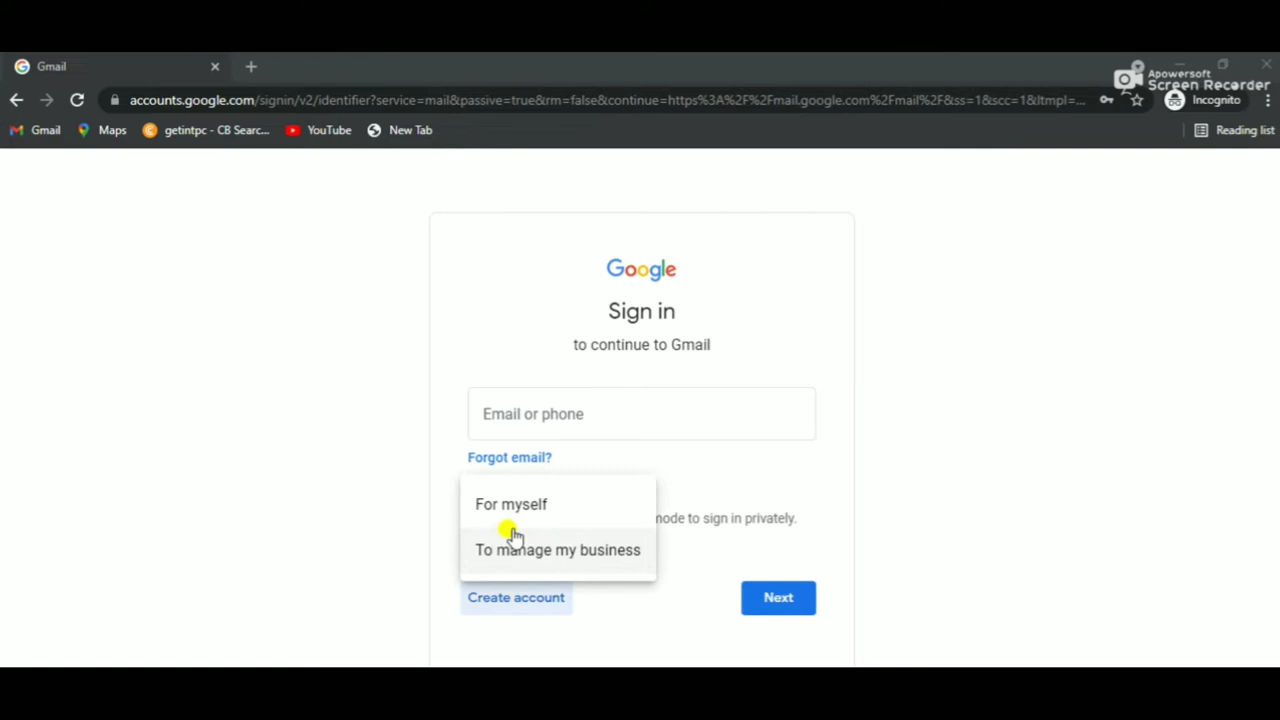 Gmail
Apowersoft
Screen Recorder
accounts.google.com/signin/v2/identifier?service=mail&passive=true&rm=false&continue=https%3A%2F%2Fmail.google.com%2Fmail%2F&ss=1&scc=1&ltmpl=...
Incognito
Gmail Maps getintpc - CB Searc... YouTube New Tab Reading list
Google
Sign in
to continue to Gmail
Email or phone
Forgot email?
For myself
mode to sign in privately.
To manage my business
Create account Next